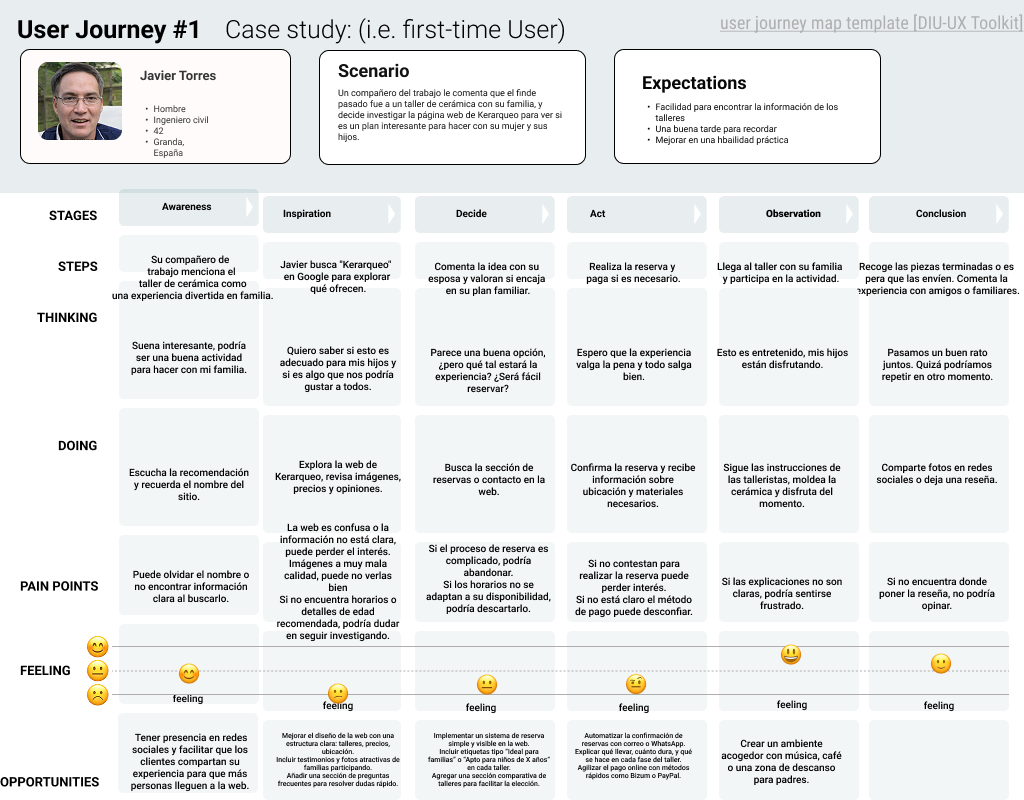 User Journey #1 Case study: (i.e. first-time User)
user journey map template [DIU-UX Toolkit]
Javier Torres
• Hombre
• Ingeniero civil
• 42
• Granda,
España
Scenario
Un compañero del trabajo le comenta que el finde
pasado fue a un taller de cerámica con su familia, y
decide investigar la página web de Kerarqueo para ver si
es un plan interesante para hacer con su mujer y sus
hijos.
Expectations
• Facilidad para encontrar la información de los
talleres
• Una buena tarde para recordar
• Mejorar en una hbailidad práctica
STAGES
Awareness
Inspiration
Decide
Act
Observation
Conclusion
STEPS
Su compañero de
trabajo menciona el
taller de cerámica como
una experiencia divertida en familia.
Javier busca "Kerarqueo"
en Google para explorar
qué ofrecen.
Comenta la idea con su
esposa y valoran si encaja
en su plan familiar.
Realiza la reserva y
paga si es necesario.
Llega al taller con su familia
y participa en la actividad.
Recoge las piezas terminadas o es
pera que las envíen. Comenta la
experiencia con amigos o familiares.
THINKING
Suena interesante, podría
ser una buena actividad
para hacer con mi familia.
Quiero saber si esto es
adecuado para mis hijos y
si es algo que nos podría
gustar a todos.
Parece una buena opción,
¿pero qué tal estará la
experiencia? ¿Será fácil
reservar?
Espero que la experiencia
valga la pena y todo salga
bien.
Esto es entretenido, mis hijos
están disfrutando.
Pasamos un buen rato
juntos. Quizá podríamos
repetir en otro momento.
DOING
Escucha la recomendación
y recuerda el nombre del
sitio.
Explora la web de
Kerarqueo, revisa imágenes,
precios y opiniones.
Busca la sección de
reservas o contacto en la
web.
Confirma la reserva y recibe
información sobre
ubicación y materiales
necesarios.
Sigue las instrucciones de
las talleristas, moldea la
cerámica y disfruta del
momento.
Comparte fotos en redes
sociales o deja una reseña.
PAIN POINTS
Puede olvidar el nombre o
no encontrar información
clara al buscarlo.
La web es confusa o la
información no está clara,
puede perder el interés.
Imágenes a muy mala
calidad, puede no verlas
bien
Si no encuentra horarios o
detalles de edad
recomendada, podría dudar
en seguir investigando.
Si el proceso de reserva es
complicado, podría
abandonar.
Si los horarios no se
adaptan a su disponibilidad,
podría descartarlo.
Si no contestan para
realizar la reserva puede
perder interés.
Si no está claro el método
de pago puede desconfiar.
Si las explicaciones no son
claras, podría sentirse
frustrado.
Si no encuentra donde
poner la reseña, no podría
opinar.
FEELING
feeling
feeling
feeling
feeling
feeling
feeling
OPPORTUNITIES
Tener presencia en redes
sociales y facilitar que los
clientes compartan su
experiencia para que más
personas lleguen a la web.
Mejorar el diseño de la web con una
estructura clara: talleres, precios,
ubicación.
Incluir testimonios y fotos atractivas de
familias participando.
Añadir una sección de preguntas
frecuentes para resolver dudas rápido.
Implementar un sistema de reserva
simple y visible en la web.
Incluir etiquetas tipo “Ideal para
familias” o “Apto para niños de X años”
en cada taller.
Agregar una sección comparativa de
talleres para facilitar la elección.
Automatizar la confirmación de
reservas con correo o WhatsApp.
Explicar qué llevar, cuánto dura, y qué
se hace en cada fase del taller.
Agilizar el pago online con métodos
rápidos como Bizum o PayPal.
Crear un ambiente
acogedor con música, café
o una zona de descanso
para padres.